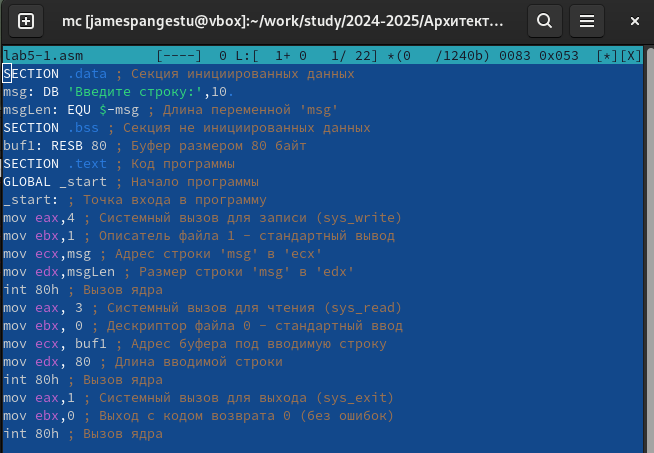 mc [jamespangestu@vbox]:~/work/study/2024-2025/Архитект…
lab5-1.asm [----] 0 L:[ 1+ 0 1/ 22] *(0 /1240b) 0083 0x053 [*][X]
SECTION .data ; Секция инициированных данных
msg: DB 'Введите строку:',10.
msgLen: EQU $-msg ; Длина переменной 'msg'
SECTION .bss ; Секция не инициированных данных
buf1: RESB 80 ; Буфер размером 80 байт
SECTION .text ; Код программы
GLOBAL _start ; Начало программы
_start: ; Точка входа в программу
mov eax,4 ; Системный вызов для записи (sys_write)
mov ebx,1 ; Описатель файла 1 - стандартный вывод
mov ecx,msg ; Адрес строки 'msg' в 'ecx'
mov edx,msgLen ; Размер строки 'msg' в 'edx'
int 80h ; Вызов ядра
mov eax, 3 ; Системный вызов для чтения (sys_read)
mov ebx, 0 ; Дескриптор файла 0 - стандартный ввод
mov ecx, buf1 ; Адрес буфера под вводимую строку
mov edx, 80 ; Длина вводимой строки
int 80h ; Вызов ядра
mov eax,1 ; Системный вызов для выхода (sys_exit)
mov ebx,0 ; Выход с кодом возврата 0 (без ошибок)
int 80h ; Вызов ядра